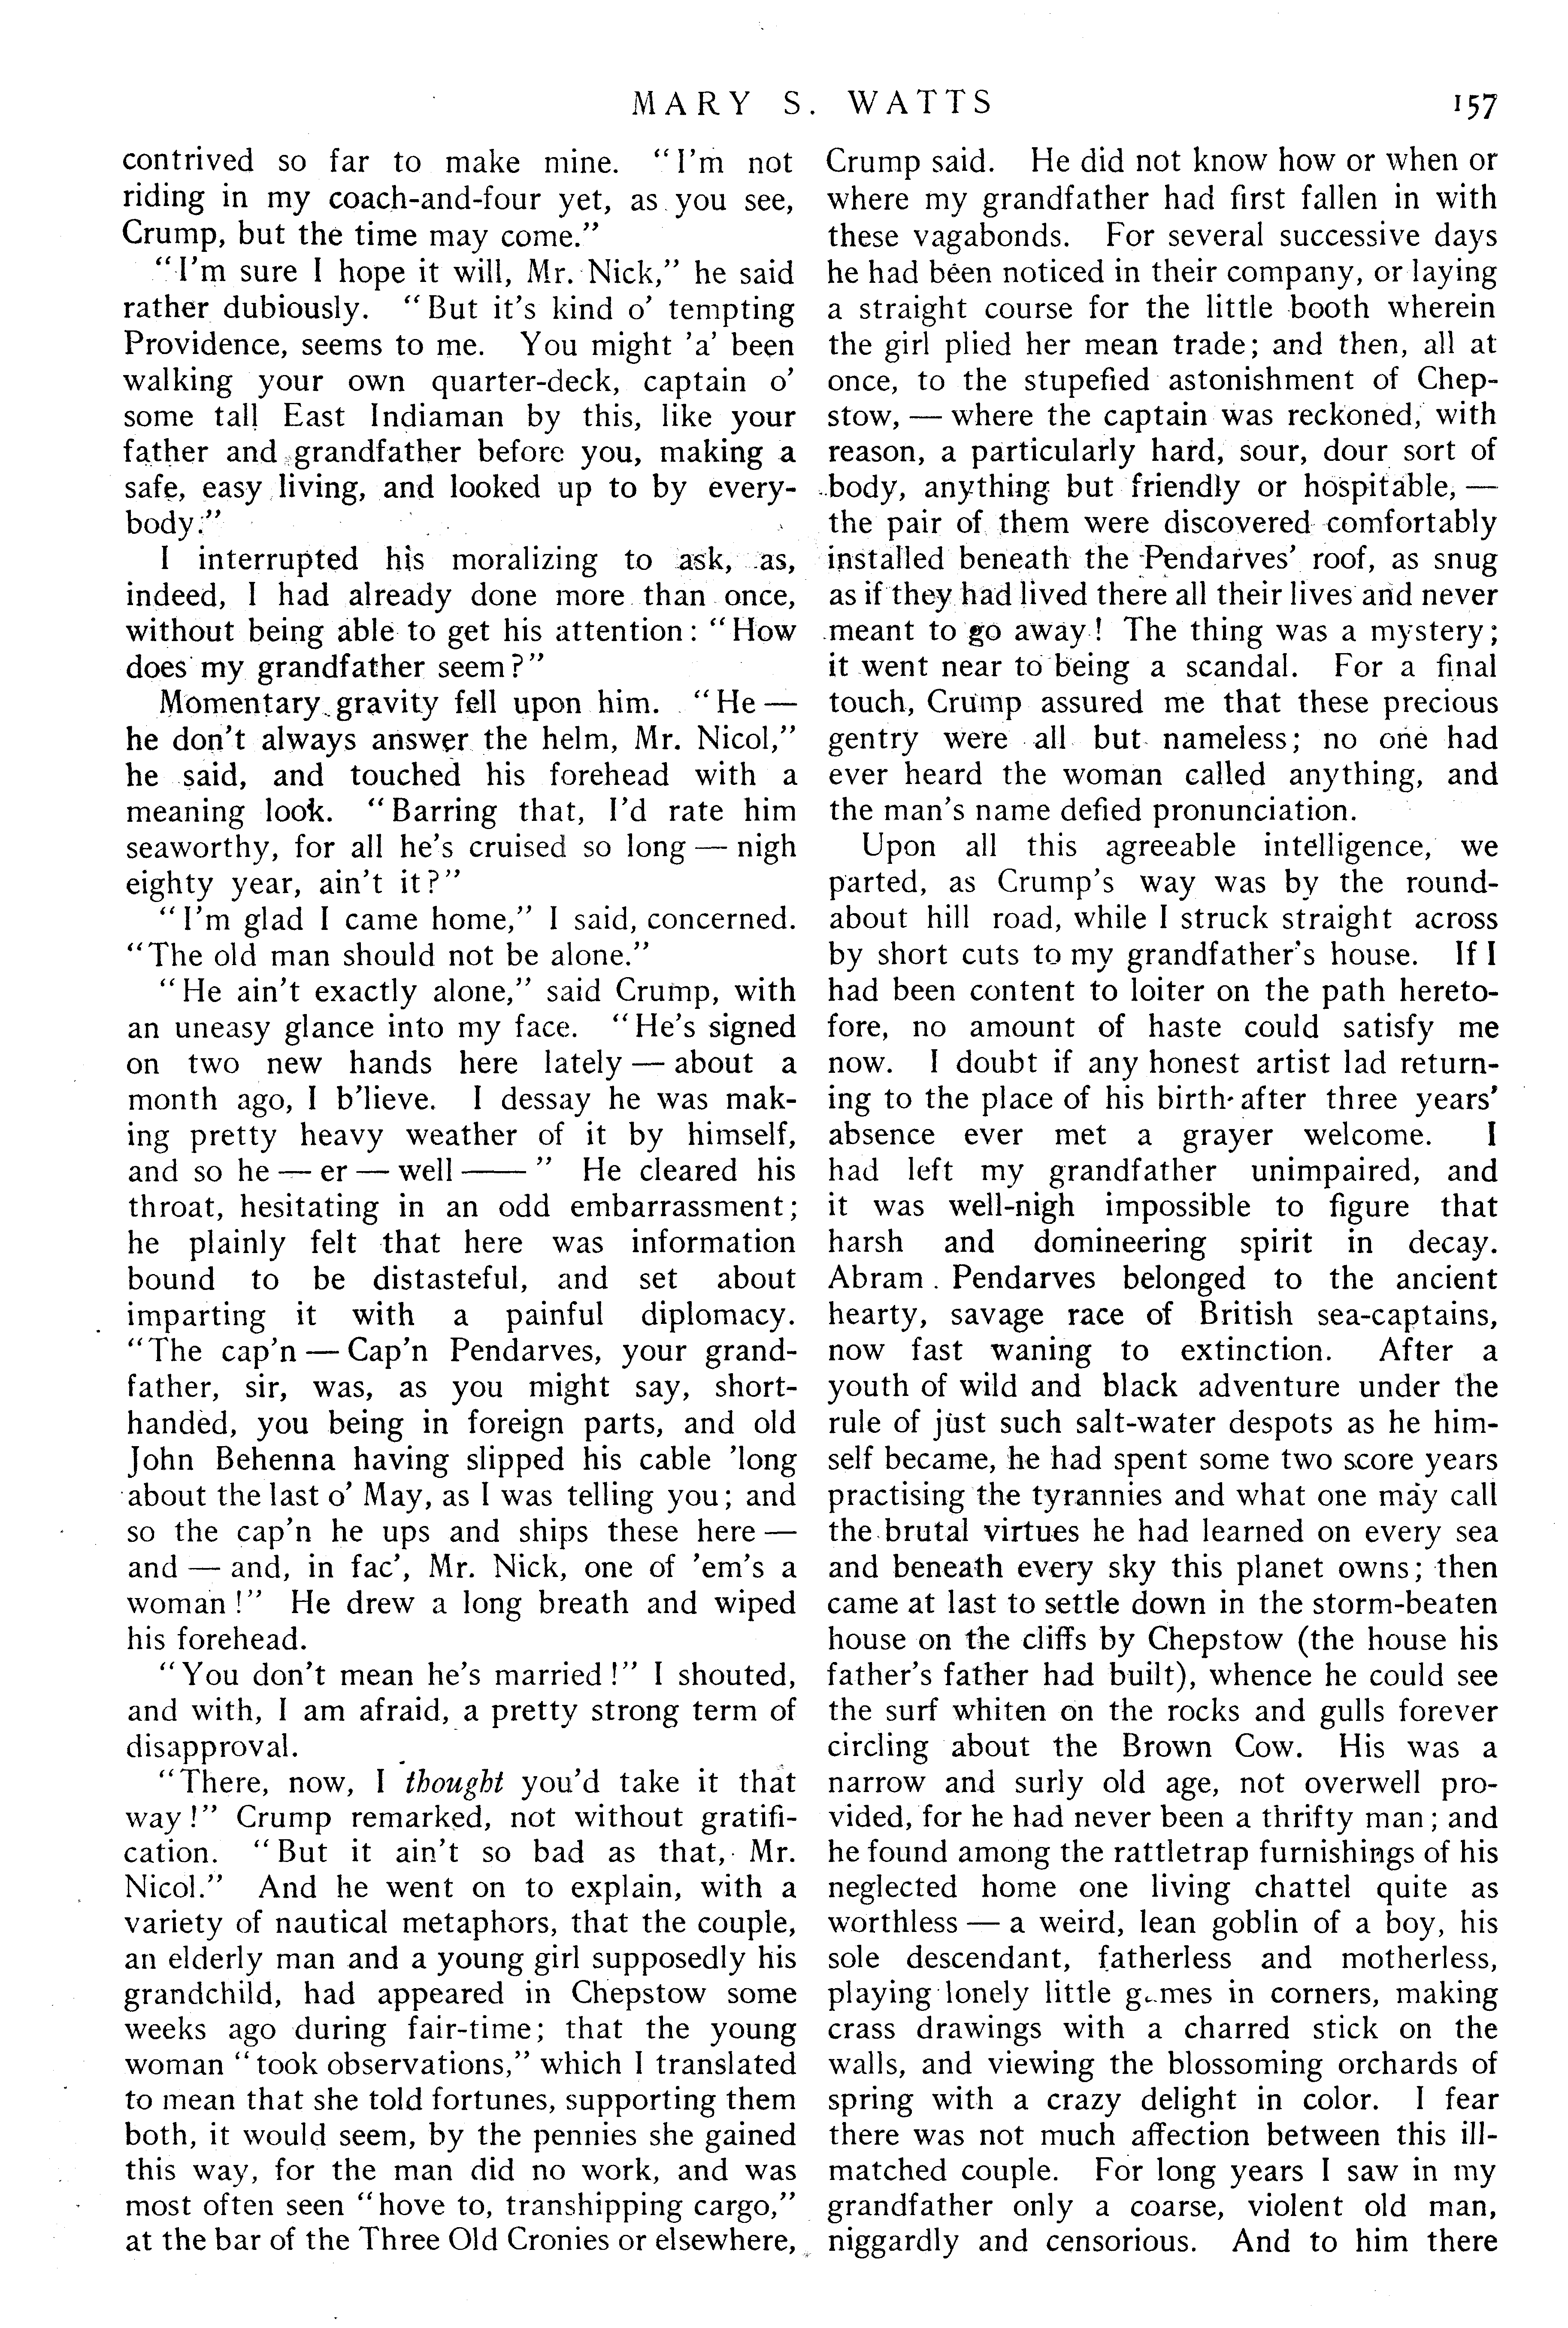 MARY S. WATTS 157
contrived so far to make mine. "I'm not
riding in my coach-and-four yet, as you see,
Crump, but the time may come."
"I'm sure I hope it will, Mr. Nick," he said
rather dubiously. "But it's kind o' tempting
Providence, seems to me. You might 'a' been
walking your own quarter-deck, captain o'
some tall East Indiaman by this, like your
father and grandfather before you, making a
safe, easy living, and looked up to by every-
body."
I interrupted his moralizing to ask, as,
indeed, I had already done more than once,
without being able to get his attention: "How
does my grandfather seem?"
Momentary gravity fell upon him. "He —
he don't always answer the helm, Mr. Nicol,"
he said, and touched his forehead with a
meaning look. "Barring that, I'd rate him
seaworthy, for all he's cruised so long — nigh
eighty year, ain't it?"
"I'm glad I came home," I said, concerned.
"The old man should not be alone."
"He ain't exactly alone," said Crump, with
an uneasy glance into my face. "He's signed
on two new hands here lately — about a
month ago, I b'lieve. I dessay he was mak-
ing pretty heavy weather of it by himself,
and so he — er — well —— " He cleared his
throat, hesitating in an odd embarrassment;
he plainly felt that here was information
bound to be distasteful, and set about
imparting it with a painful diplomacy.
"The cap'n — Cap'n Pendarves, your grand-
father, sir, was, as you might say, short-
handed, you being in foreign parts, and old
John Behenna having slipped his cable 'long
about the last o' May, as I was telling you; and
so the cap'n he ups and ships these here —
and — and, in fac', Mr. Nick, one of 'em's a
woman!" He drew a long breath and wiped
his forehead.
"You don't mean he's married!" I shouted,
and with, I am afraid, a pretty strong term of
disapproval.
"There, now, I thought you'd take it that
way!" Crump remarked, not without gratifi-
cation. "But it ain't so bad as that, Mr.
Nicol." And he went on to explain, with a
variety of nautical metaphors, that the couple,
an elderly man and a young girl supposedly his
grandchild, had appeared in Chepstow some
weeks ago during fair-time; that the young
woman "took observations," which I translated
to mean that she told fortunes, supporting them
both, it would seem, by the pennies she gained
this way, for the man did no work, and was
most often seen "hove to, transhipping cargo,"
at the bar of the Three Old Cronies or elsewhere,
Crump said. He did not know how or when or
where my grandfather had first fallen in with
these vagabonds. For several successive days
he had been noticed in their company, or laying
a straight course for the little booth wherein
the girl plied her mean trade; and then, all at
once, to the stupefied astonishment of Chep-
stow, — where the captain was reckoned, with
reason, a particularly hard, sour, dour sort of
body, anything but friendly or hospitable, —
the pair of them were discovered comfortably
installed beneath the Pendarves' roof, as snug
as if they had lived there all their lives and never
meant to go away! The thing was a mystery;
it went near to being a scandal. For a final
touch, Crump assured me that these precious
gentry were all but nameless; no one had
ever heard the woman called anything, and
the man's name defied pronunciation.
Upon all this agreeable intelligence, we
parted, as Crump's way was by the round-
about hill road, while I struck straight across
by short cuts to my grandfather's house. If I
had been content to loiter on the path hereto-
fore, no amount of haste could satisfy me
now. I doubt if any honest artist lad return-
ing to the place of his birth after three years'
absence ever met a grayer welcome. I
had left my grandfather unimpaired, and
it was well-nigh impossible to figure that
harsh and domineering spirit in decay.
Abram Pendarves belonged to the ancient
hearty, savage race of British sea-captains,
now fast waning to extinction. After a
youth of wild and black adventure under the
rule of just such salt-water despots as he him-
self became, he had spent some two score years
practising the tyrannies and what one may call
the brutal virtues he had learned on every sea
and beneath every sky this planet owns; then
came at last to settle down in the storm-beaten
house on the cliffs by Chepstow (the house his
father's father had built), whence he could see
the surf whiten on the rocks and gulls forever
circling about the Brown Cow. His was a
narrow and surly old age, not overwell pro-
vided, for he had never been a thrifty man; and
he found among the rattletrap furnishings of his
neglected home one living chattel quite as
worthless — a weird, lean goblin of a boy, his
sole descendant, fatherless and motherless,
playing lonely little games in corners, making
crass drawings with a charred stick on the
walls, and viewing the blossoming orchards of
spring with a crazy delight in color. I fear
there was not much affection between this ill-
matched couple. For long years I saw in my
grandfather only a coarse, violent old man,
niggardly and censorious. And to him there